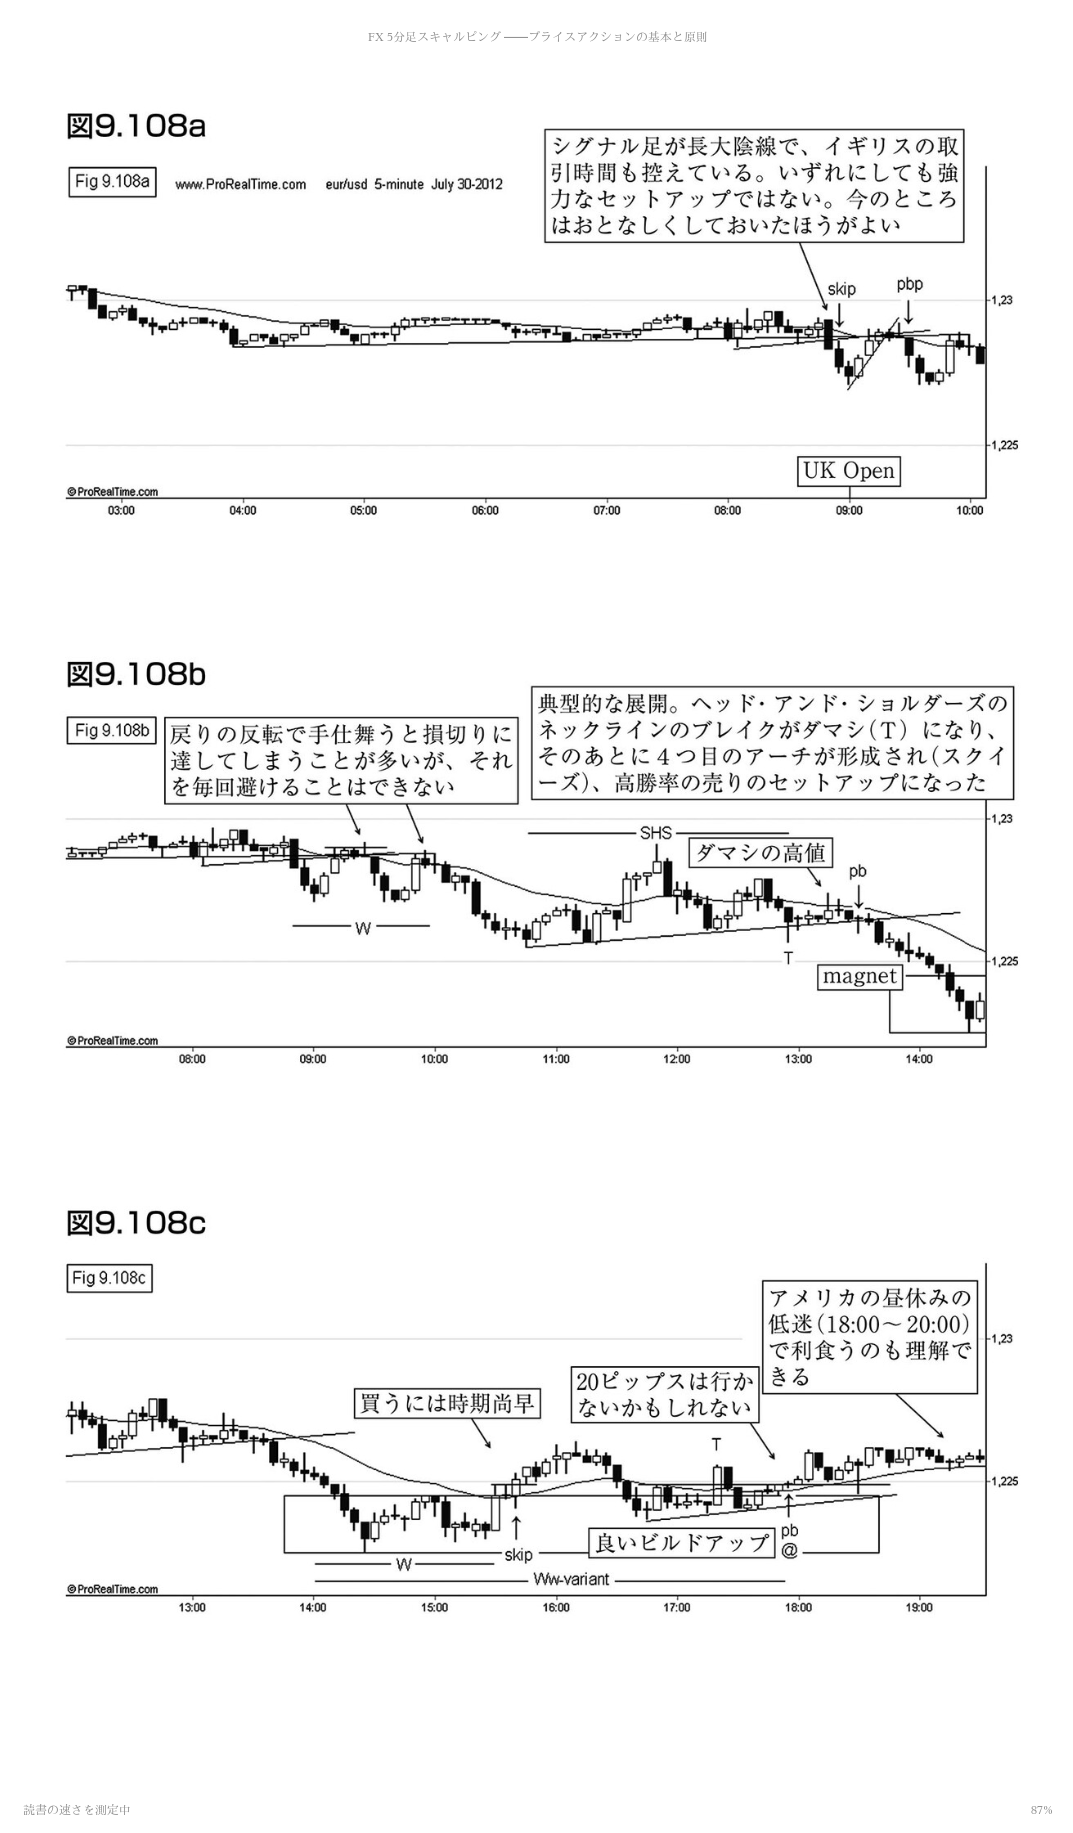 FX 5分足スキャルピング ――プライスアクションの基本と原則
図9.108a
Fig 9.108a
www.ProRealTime.com eur/usd 5-minute July 30-2012
シグナル足が長大陰線で、イギリスの取
引時間も控えている。いずれにしても強
力なセットアップではない。今のところ
はおとなしくしておいたほうがよい
skip
pbp
1,23
1,225
UK Open
©ProRealTime.com
03:00 04:00 05:00 06:00 07:00 08:00 09:00 10:00
図9.108b
Fig 9.108b
戻りの反転で手仕舞うと損切りに
達してしまうことが多いが、それ
を毎回避けることはできない
典型的な展開。ヘッド・アンド・ショルダーズの
ネックラインのブレイクがダマシ(T)になり、
そのあとに4つ目のアーチが形成され(スクイ
ーズ)、高勝率の売りのセットアップになった
1,23
SHS
ダマシの高値
pb
W
T
1,225
magnet
©ProRealTime.com
08:00 09:00 10:00 11:00 12:00 13:00 14:00
図9.108c
Fig 9.108c
アメリカの昼休みの
低迷(18:00～20:00)
で利食うのも理解で
きる
1,23
20ピップスは行か
ないかもしれない
買うには時期尚早
T
1,225
良いビルドアップ
pb
@
skip
W
Ww-variant
©ProRealTime.com
13:00 14:00 15:00 16:00 17:00 18:00 19:00
読書の速さを測定中
87%